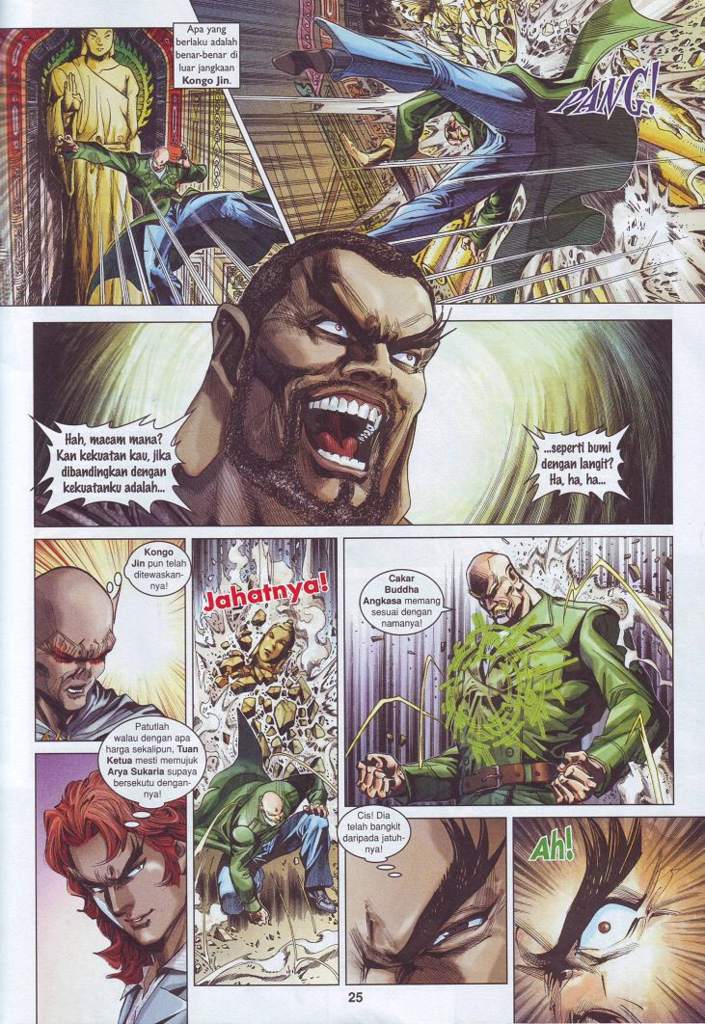 Apa yang
berlaku adalah
benar-benar di
luar jangkaan
Kongo Jin.
PANG!
Hah, macam mana?
Kan kekuatan kau, jika
dibandingkan dengan
kekuatanku adalah...
...seperti bumi
dengan langit?
Ha, ha, ha...
Kongo
Jin pun telah
ditewaskan-
nya!
Patutlah
walau dengan apa
harga sekalipun, Tuan
Ketua mesti memujuk
Arya Sukaria supaya
bersekutu dengan-
nya!
Jahatnya!
Cakar
Buddha
Angkasa memang
sesuai dengan
namanya!
Cis! Dia
telah bangkit
daripada jatuh-
nya!
Ah!
25